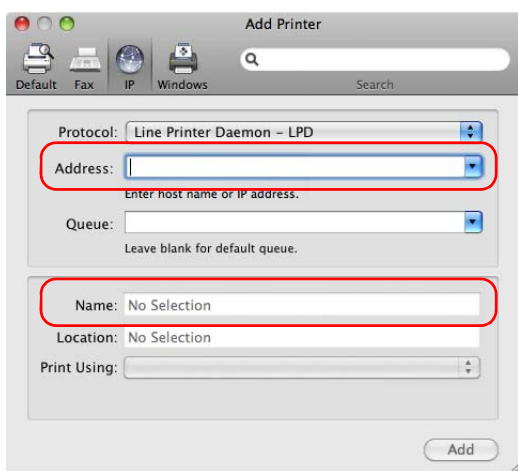 Add Printer
Default Fax IP Windows Search
Protocol: Line Printer Daemon – LPD
Address:
Enter host name or IP address.
Queue:
Leave blank for default queue.
Name: No Selection
Location: No Selection
Print Using:
Add